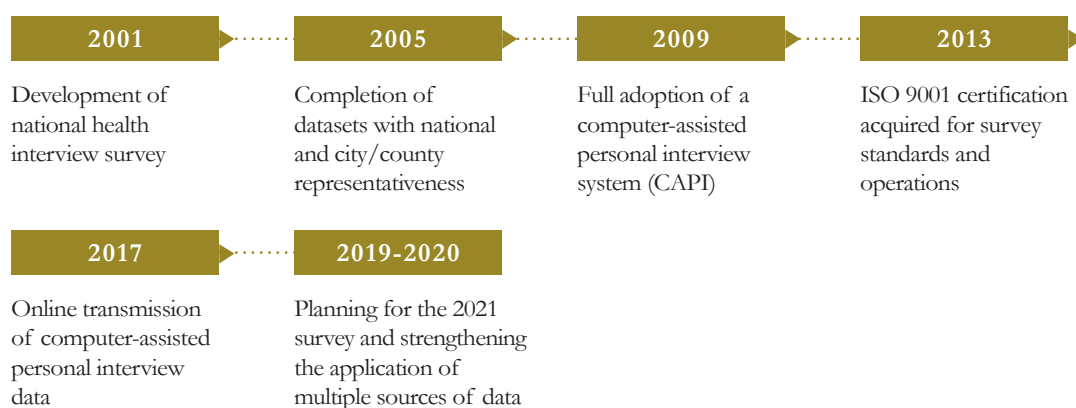 2001
Development of
national health
interview survey
2005
Completion of
datasets with national
and city/county
representativeness
2009
Full adoption of a
computer-assisted
personal interview
system (CAPI)
2013
ISO 9001 certification
acquired for survey
standards and
operations
2017
Online transmission
of computer-assisted
personal interview
data
2019-2020
Planning for the 2021
survey and strengthening
the application of
multiple sources of data